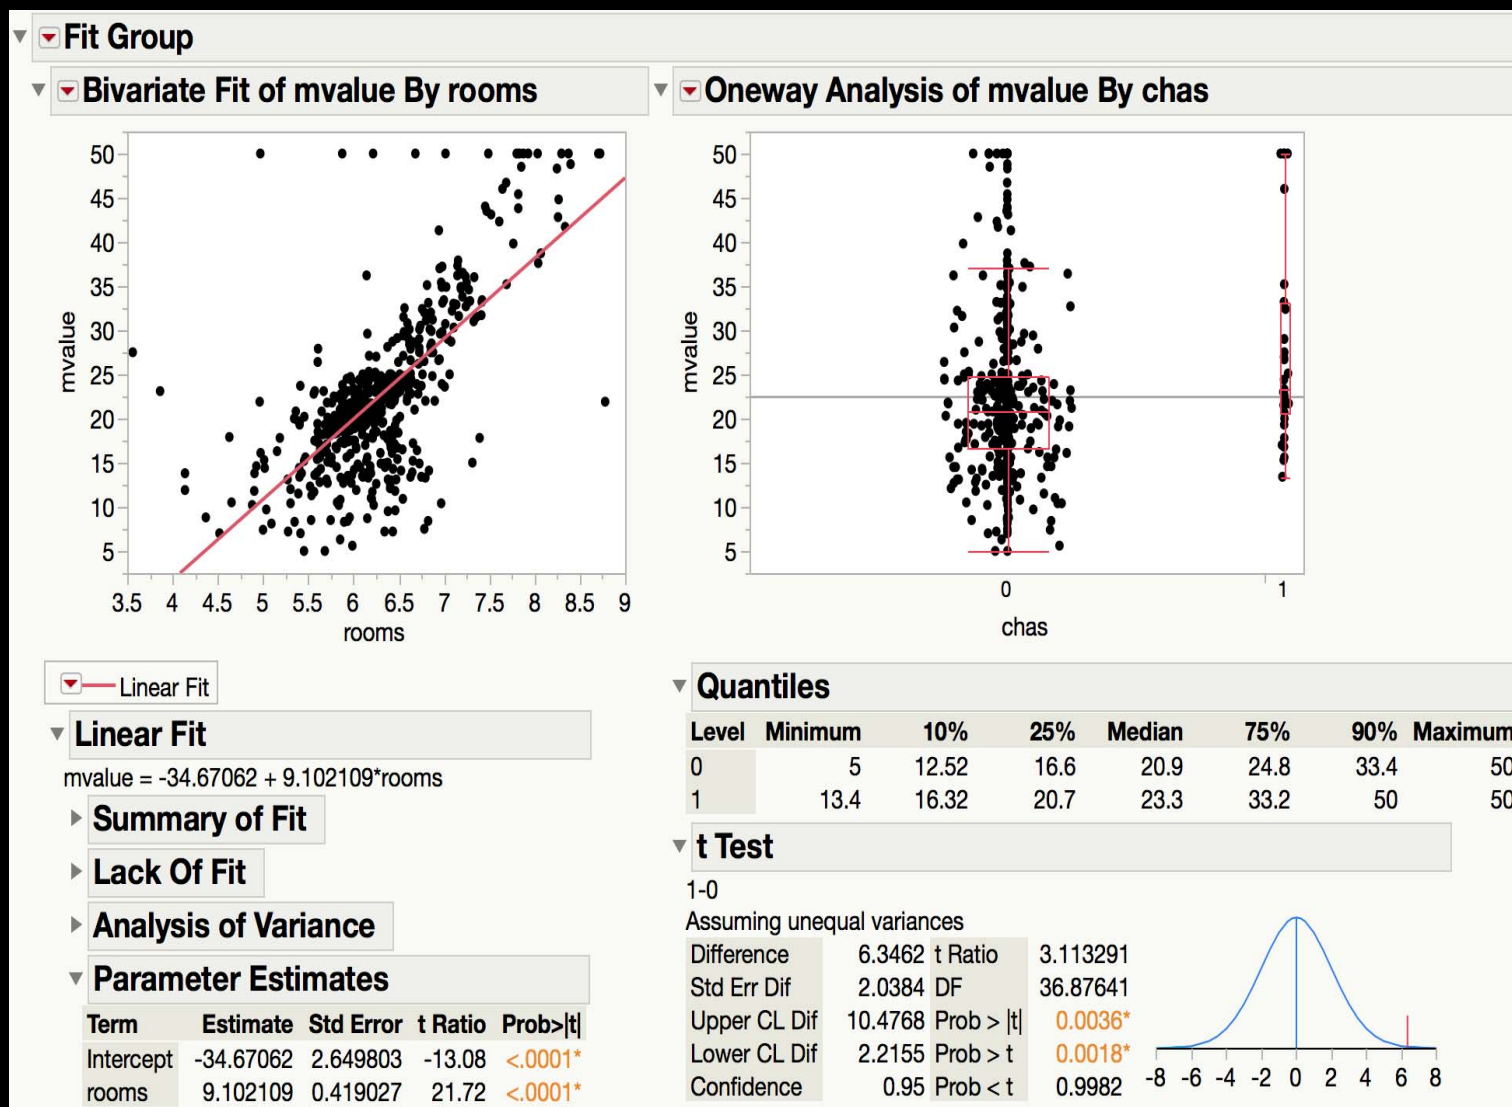 Fit Group
Bivariate Fit of mvalue By rooms
50
45
40
35
30
25
20
15
10
5
mvalue
3.5 4 4.5 5 5.5 6 6.5 7 7.5 8 8.5 9
rooms
Linear Fit
Linear Fit
mvalue = -34.67062 + 9.102109*rooms
Summary of Fit
Lack Of Fit
Analysis of Variance
Parameter Estimates
Term Estimate Std Error t Ratio Prob>|t|
Intercept -34.67062 2.649803 -13.08 <.0001*
rooms 9.102109 0.419027 21.72 <.0001*
Oneway Analysis of mvalue By chas
50
45
40
35
30
25
20
15
10
5
mvalue
0 1
chas
Quantiles
Level Minimum 10% 25% Median 75% 90% Maximum
0 5 12.52 16.6 20.9 24.8 33.4 50
1 13.4 16.32 20.7 23.3 33.2 50 50
t Test
1-0
Assuming unequal variances
Difference 6.3462 t Ratio 3.113291
Std Err Dif 2.0384 DF 36.87641
Upper CL Dif 10.4768 Prob > |t| 0.0036*
Lower CL Dif 2.2155 Prob > t 0.0018*
Confidence 0.95 Prob < t 0.9982
-8 -6 -4 -2 0 2 4 6 8